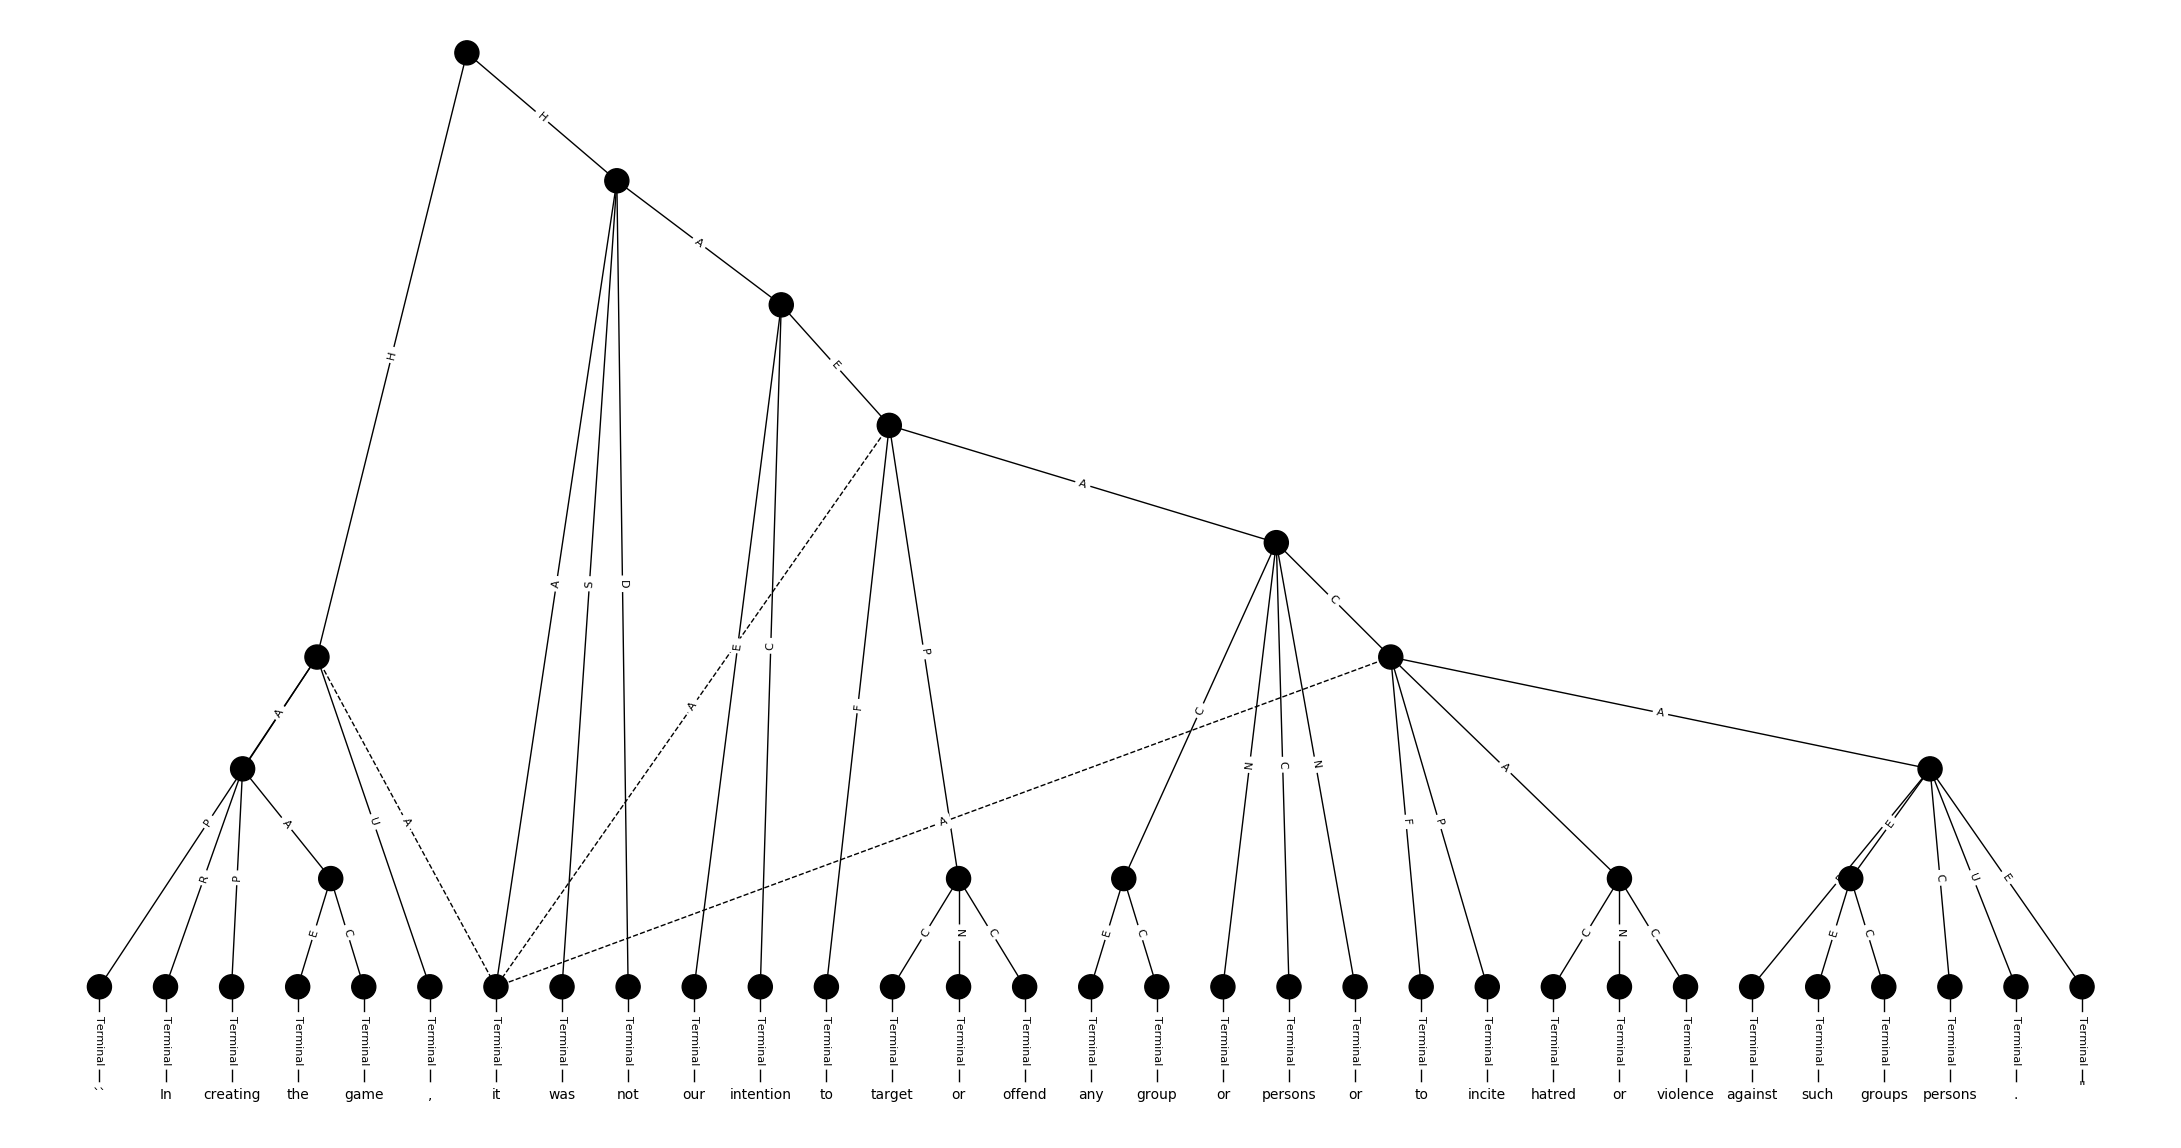 H
H
A
E
A
H
A S D
C
E C
P
A
F
C
A
A
N C N
A
P A U A
A
F P
E
R P
E C U E
E C
C N C
E C
C N C
E C
Terminal Terminal Terminal Terminal Terminal Terminal Terminal Terminal Terminal Terminal Terminal Terminal Terminal Terminal Terminal Terminal Terminal Terminal Terminal Terminal Terminal Terminal Terminal Terminal Terminal Terminal Terminal Terminal Terminal Terminal Terminal
`` In creating the game , it was not our intention to target or offend any group or persons or to incite hatred or violence against such groups persons . "